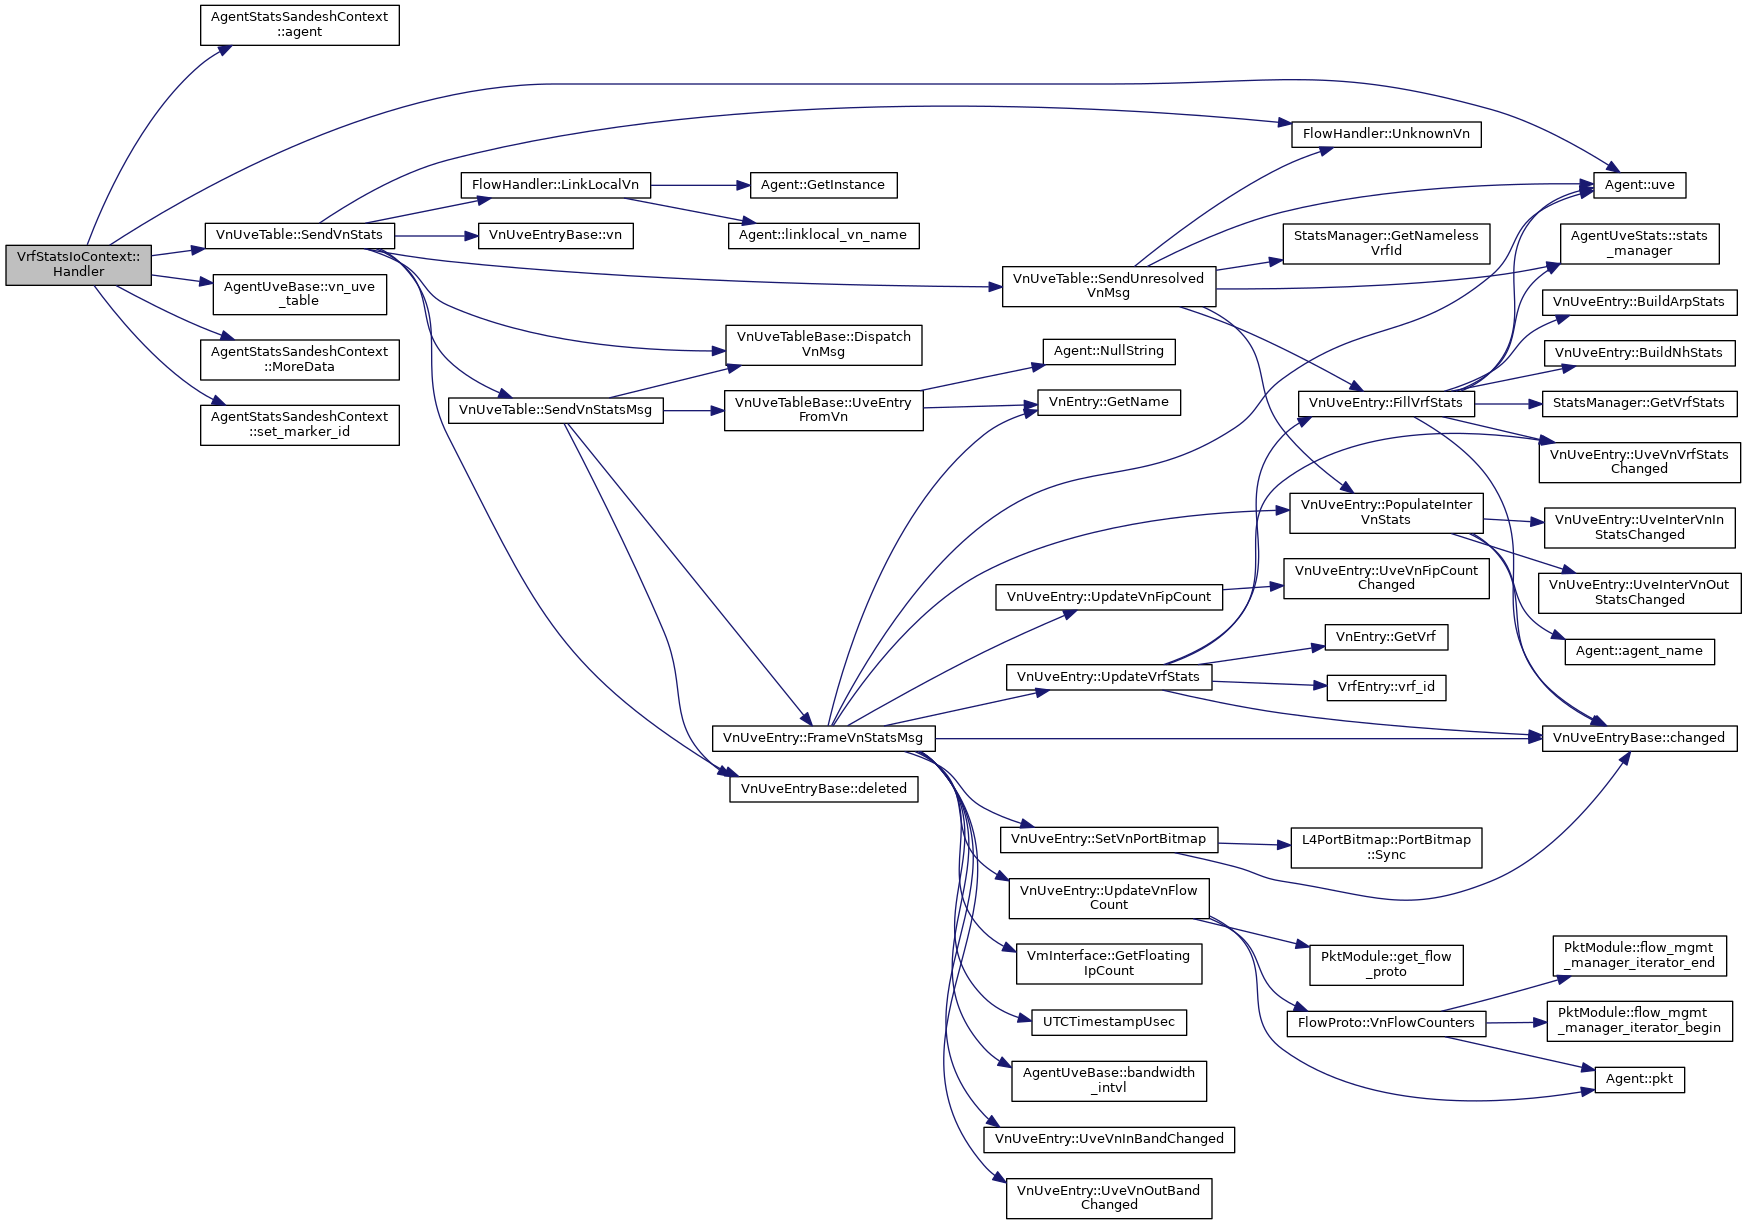 VrfStatsIoContext::
Handler
AgentStatsSandeshContext
::agent
VnUveTable::SendVnStats
AgentUveBase::vn_uve
_table
AgentStatsSandeshContext
::MoreData
AgentStatsSandeshContext
::set_marker_id
FlowHandler::LinkLocalVn
VnUveEntryBase::vn
VnUveTable::SendVnStatsMsg
Agent::GetInstance
Agent::linklocal_vn_name
VnUveTableBase::Dispatch
VnMsg
VnUveTableBase::UveEntry
FromVn
VnUveEntry::FrameVnStatsMsg
VnUveEntryBase::deleted
VnUveTable::SendUnresolved
VnMsg
Agent::NullString
VnEntry::GetName
VnUveEntry::UpdateVnFipCount
VnUveEntry::UpdateVrfStats
VnUveEntry::SetVnPortBitmap
VnUveEntry::UpdateVnFlow
Count
VmInterface::GetFloating
IpCount
UTCTimestampUsec
AgentUveBase::bandwidth
_intvl
VnUveEntry::UveVnInBandChanged
VnUveEntry::UveVnOutBand
Changed
FlowHandler::UnknownVn
StatsManager::GetNameless
VrfId
VnUveEntry::FillVrfStats
VnUveEntry::PopulateInter
VnStats
VnUveEntry::UveVnFipCount
Changed
VnEntry::GetVrf
VrfEntry::vrf_id
L4PortBitmap::PortBitmap
::Sync
PktModule::get_flow
_proto
FlowProto::VnFlowCounters
Agent::uve
AgentUveStats::stats
_manager
VnUveEntry::BuildArpStats
VnUveEntry::BuildNhStats
StatsManager::GetVrfStats
VnUveEntry::UveVnVrfStats
Changed
VnUveEntry::UveInterVnIn
StatsChanged
VnUveEntry::UveInterVnOut
StatsChanged
Agent::agent_name
VnUveEntryBase::changed
PktModule::flow_mgmt
_manager_iterator_end
PktModule::flow_mgmt
_manager_iterator_begin
Agent::pkt